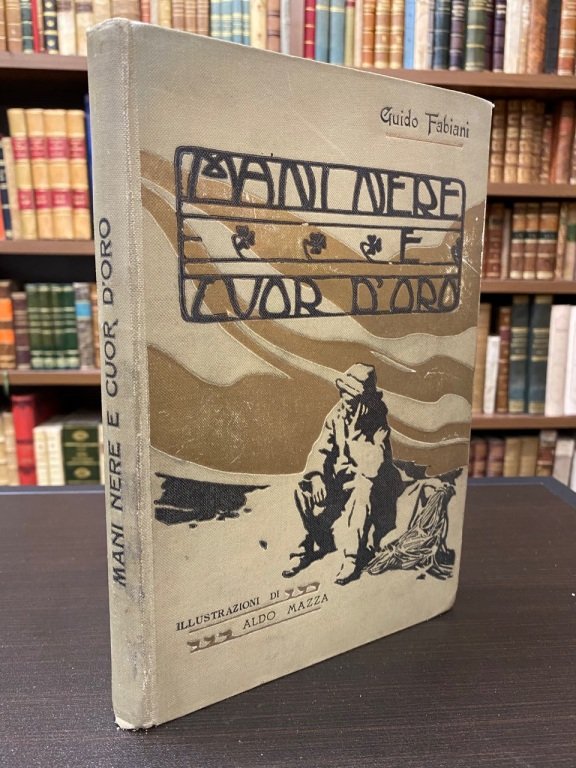 Guido Fabiani
MANI NERE
E
CUOR D'ORO
ILLUSTRAZIONI DI
ALDO MAZZA
MANI NERE E CUOR D'ORO